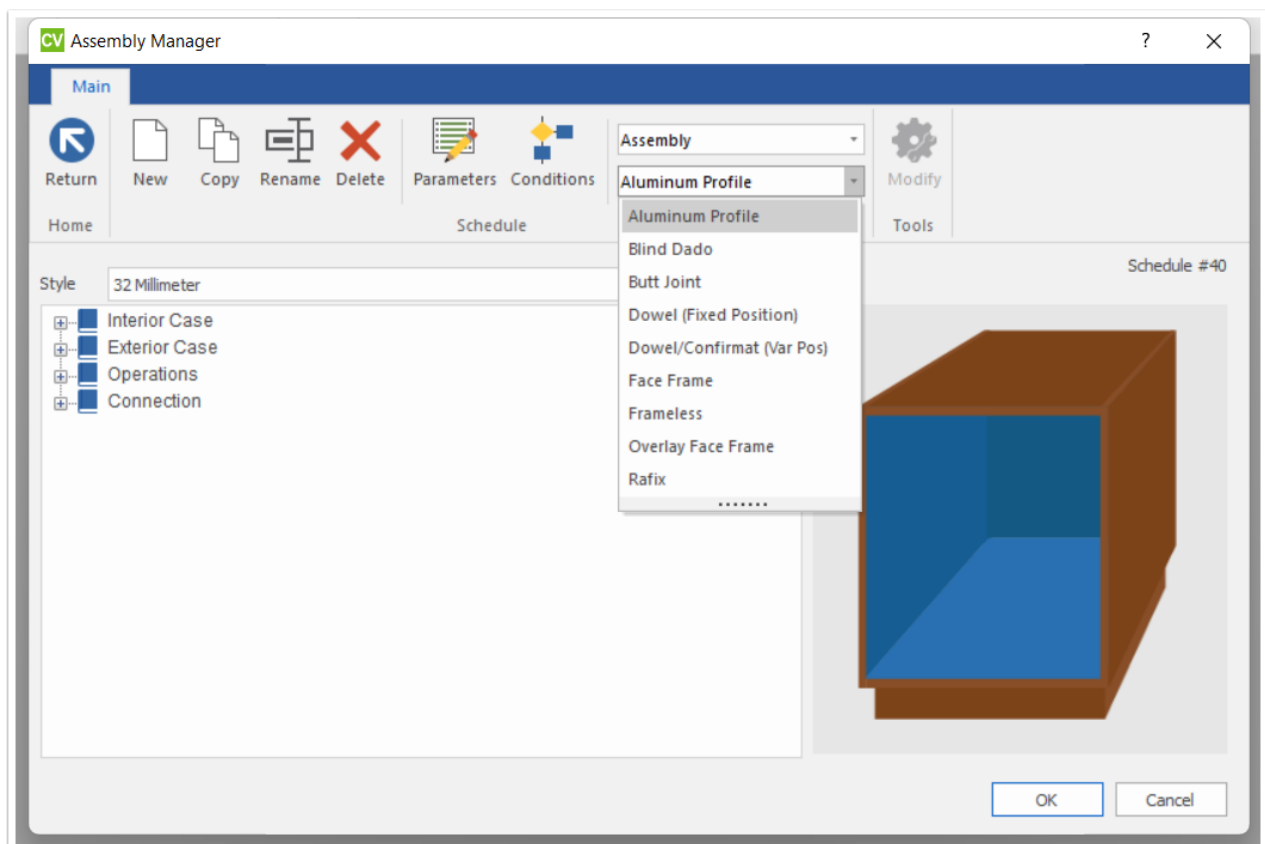 CV Assembly Manager ?
Main
Return New Copy Rename Delete Parameters Conditions Assembly Modify
Aluminum Profile
Home Schedule Tools
Aluminum Profile
Blind Dado
Butt Joint
Dowel (Fixed Position)
Dowel/Confirmat (Var Pos)
Face Frame
Frameless
Overlay Face Frame
Rafix
Schedule #40
Style 32 Millimeter
Interior Case
Exterior Case
Operations
Connection
OK Cancel